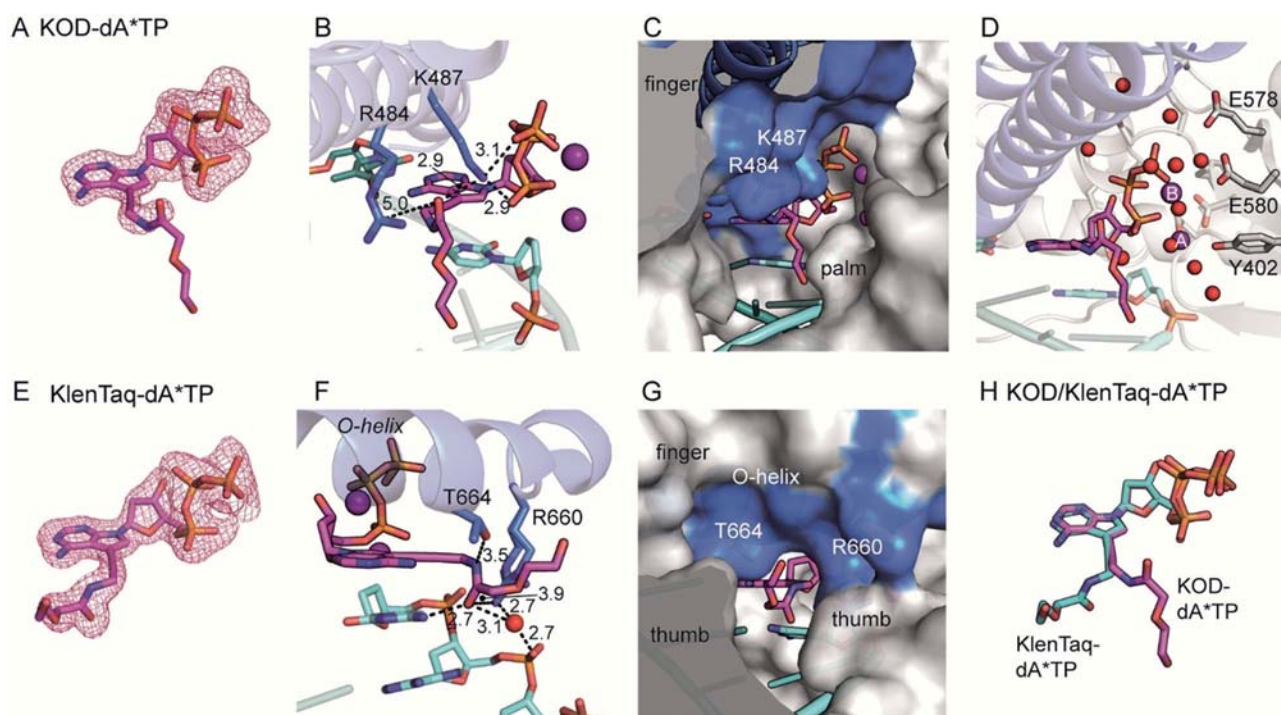 A KOD-dA*TP
B
K487
R484
3.1
2.9
5.0
2.9
C
finger
K487
R484
palm
D
E578
B
E580
A
Y402
E KlenTaq-dA*TP
F
O-helix
T664
R660
3.5
3.9
2.7
2.7
3.1
2.7
G
finger
O-helix
T664
R660
thumb
thumb
H KOD/KlenTaq-dA*TP
KOD-
dA*TP
KlenTaq-
dA*TP